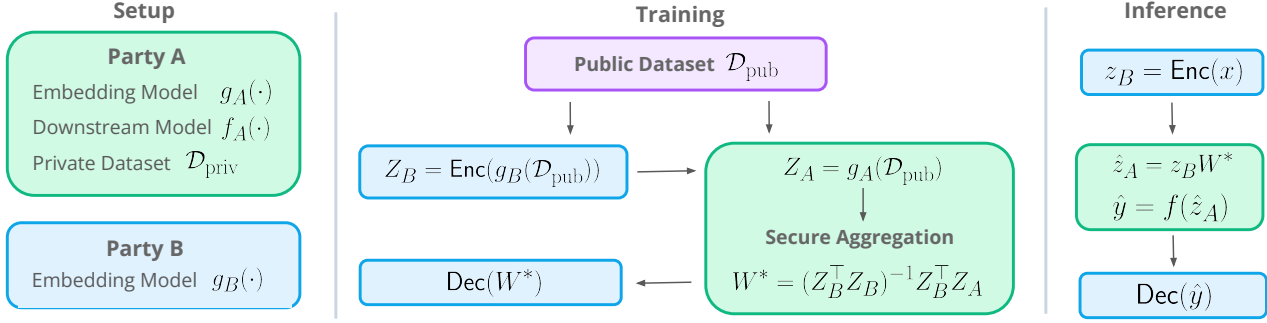 Setup
Party A
Embedding Model g_A(·)
Downstream Model f_A(·)
Private Dataset 𝒟_priv
Party B
Embedding Model g_B(·)
Training
Public Dataset 𝒟_pub
Z_B = Enc(g_B(𝒟_pub))
Z_A = g_A(𝒟_pub)
Secure Aggregation
W* = (Z_B^⊤ Z_B)^{-1} Z_B^⊤ Z_A
Dec(W*)
Inference
z_B = Enc(x)
ẑ_A = z_B W*
ŷ = f(ẑ_A)
Dec(ŷ)